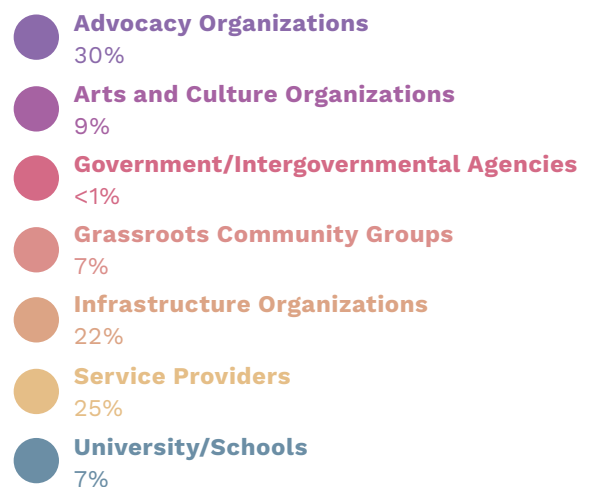 Advocacy Organizations
30%
Arts and Culture Organizations
9%
Government/Intergovernmental Agencies
<1%
Grassroots Community Groups
7%
Infrastructure Organizations
22%
Service Providers
25%
University/Schools
7%